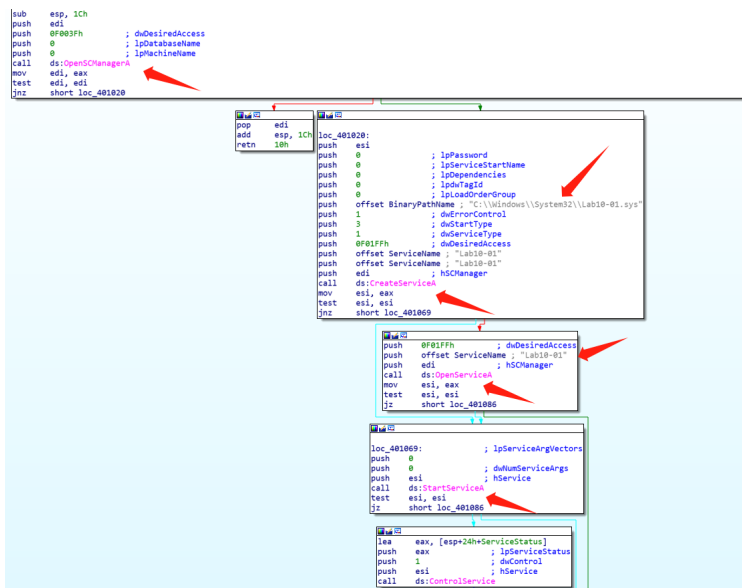 sub esp, 1Ch
push edi
push 0F003Fh ; dwDesiredAccess
push 0 ; lpDatabaseName
push 0 ; lpMachineName
call ds:OpenSCManagerA
mov edi, eax
test edi, edi
jnz short loc_401020
pop edi
add esp, 1Ch
retn 10h
loc_401020:
push esi
push 0 ; lpPassword
push 0 ; lpServiceStartName
push 0 ; lpDependencies
push 0 ; lpdwTagId
push 0 ; lpLoadOrderGroup
push offset BinaryPathName ; "C:\\Windows\\System32\\Lab10-01.sys"
push 1 ; dwErrorControl
push 3 ; dwStartType
push 1 ; dwServiceType
push 0F01FFh ; dwDesiredAccess
push offset ServiceName ; "Lab10-01"
push offset ServiceName ; "Lab10-01"
push edi ; hSCManager
call ds:CreateServiceA
mov esi, eax
test esi, esi
jnz short loc_401069
push 0F01FFh ; dwDesiredAccess
push offset ServiceName ; "Lab10-01"
push edi ; hSCManager
call ds:OpenServiceA
mov esi, eax
test esi, esi
jz short loc_401086
loc_401069: ; lpServiceArgVectors
push 0
push 0 ; dwNumServiceArgs
push esi ; hService
call ds:StartServiceA
test esi, esi
jz short loc_401086
lea eax, [esp+24h+ServiceStatus]
push eax ; lpServiceStatus
push 1 ; dwControl
push esi ; hService
call ds:ControlService